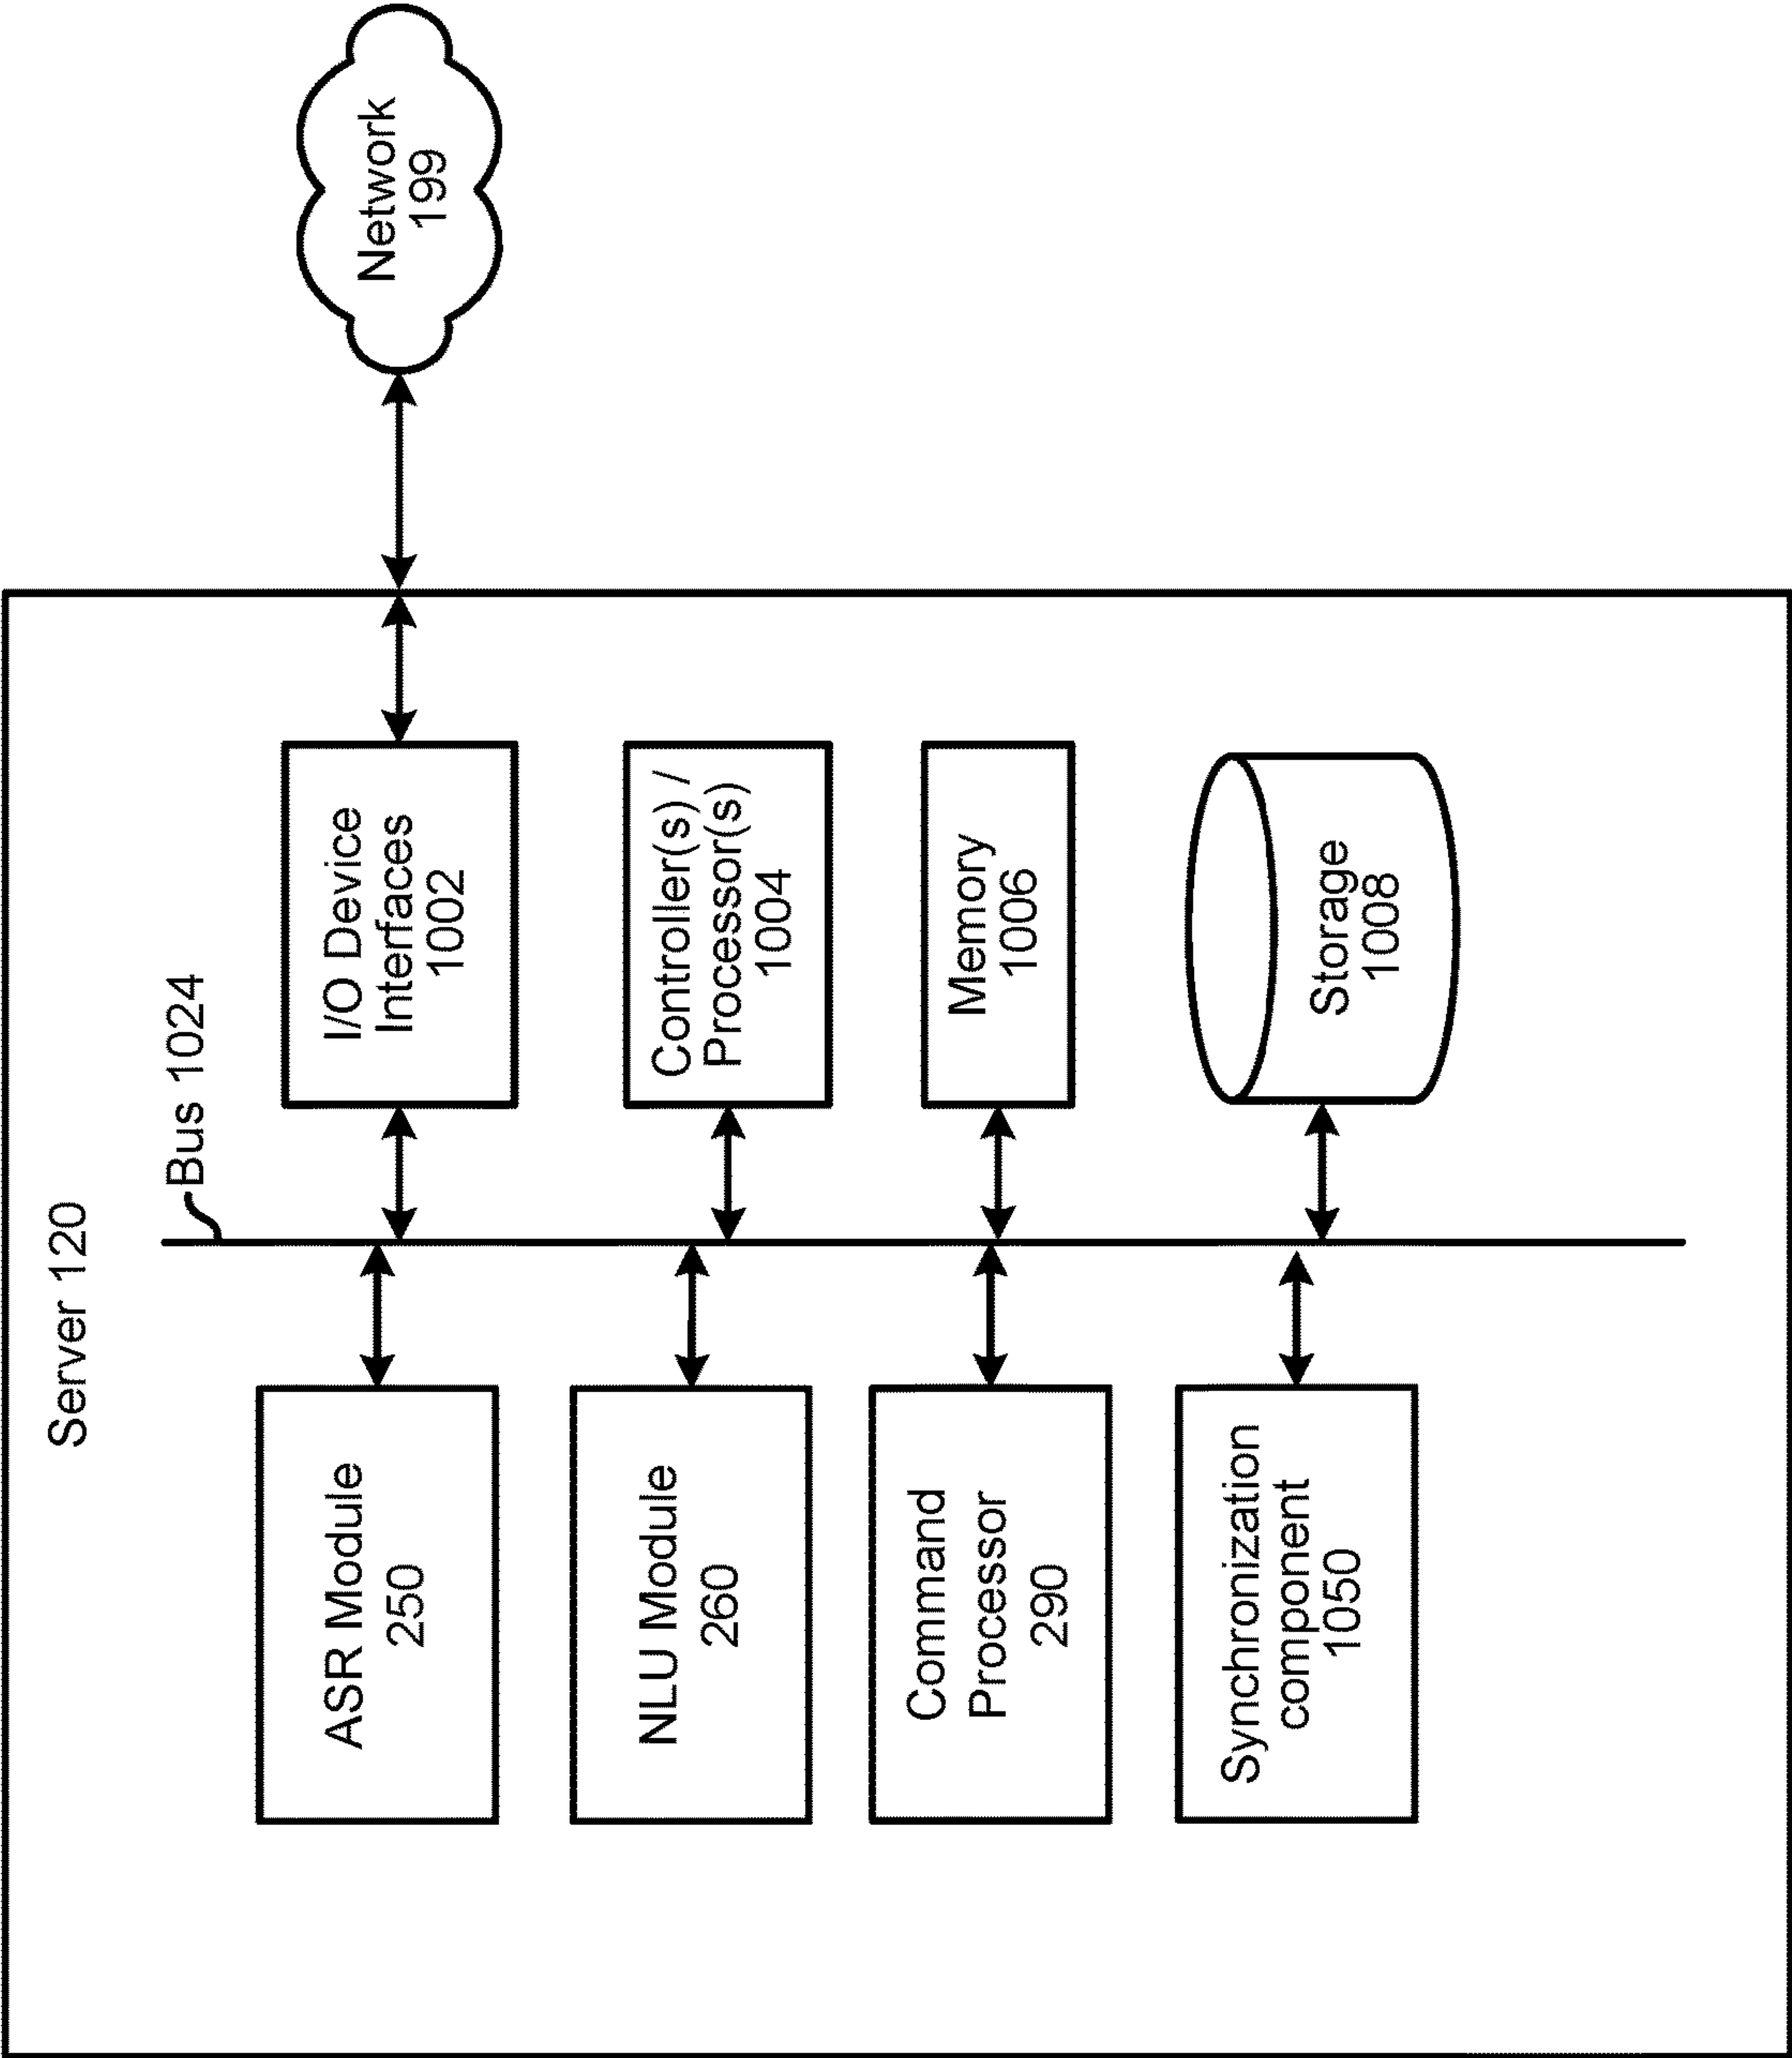 Server 120
Bus 1024
ASR Module
250
NLU Module
260
Command
Processor
290
Synchronization
component
1050
I/O Device
Interfaces
1002
Controller(s) /
Processor(s)
1004
Memory
1006
Storage
1008
Network
199